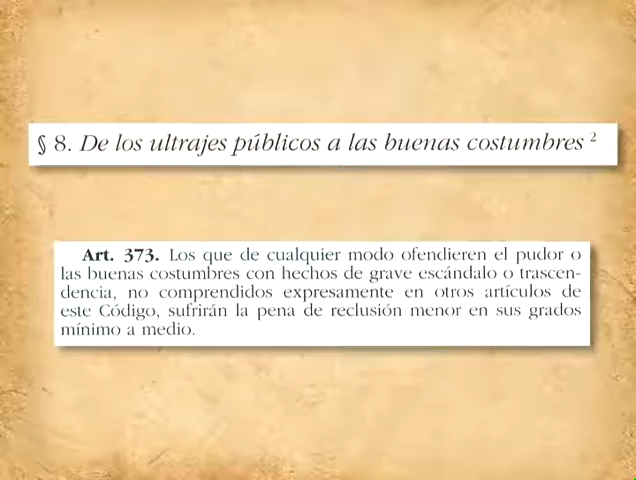 § 8. De los ultrajes públicos a las buenas costumbres ²
Art. 373. Los que de cualquier modo ofendieren el pudor o
las buenas costumbres con hechos de grave escándalo o trascen-
dencia, no comprendidos expresamente en otros artículos de
este Código, sufrirán la pena de reclusión menor en sus grados
mínimo a medio.